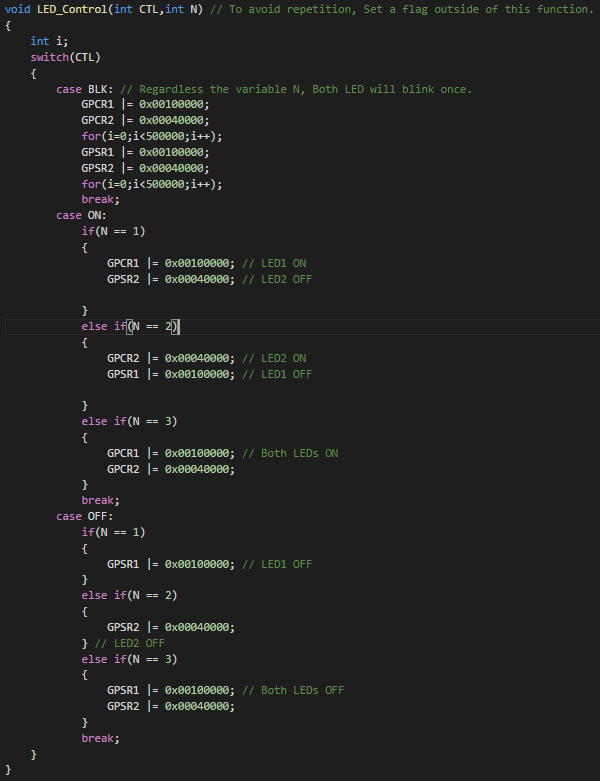 void LED_Control(int CTL,int N) // To avoid repetition, Set a flag outside of this function.
{
    int i;
    switch(CTL)
    {
        case BLK: // Regardless the variable N, Both LED will blink once.
            GPCR1 |= 0x00100000;
            GPCR2 |= 0x00040000;
            for(i=0;i<500000;i++);
            GPSR1 |= 0x00100000;
            GPSR2 |= 0x00040000;
            for(i=0;i<500000;i++);
            break;
        case ON:
            if(N == 1)
            {
                GPCR1 |= 0x00100000; // LED1 ON
                GPSR2 |= 0x00040000; // LED2 OFF

            }
            else if(N == 2)
            {
                GPCR2 |= 0x00040000; // LED2 ON
                GPSR1 |= 0x00100000; // LED1 OFF

            }
            else if(N == 3)
            {
                GPCR1 |= 0x00100000; // Both LEDs ON
                GPCR2 |= 0x00040000;
            }
            break;
        case OFF:
            if(N == 1)
            {
                GPSR1 |= 0x00100000; // LED1 OFF
            }
            else if(N == 2)
            {
                GPSR2 |= 0x00040000;
            } // LED2 OFF
            else if(N == 3)
            {
                GPSR1 |= 0x00100000; // Both LEDs OFF
                GPSR2 |= 0x00040000;
            }
            break;
    }
}